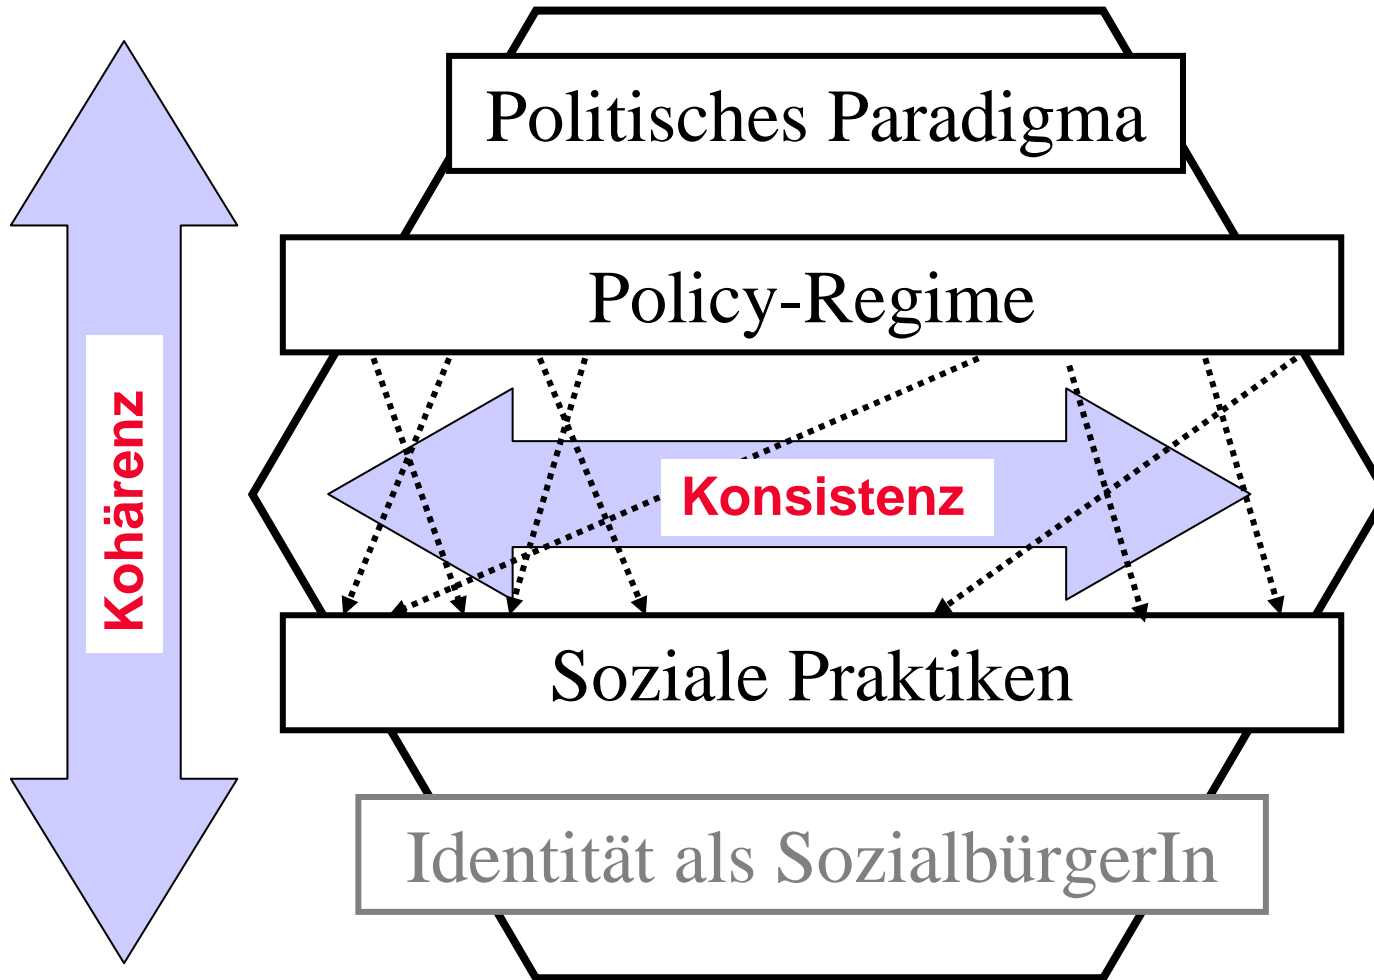 Politisches Paradigma
Policy-Regime
Kohärenz
Konsistenz
Soziale Praktiken
Identität als SozialbürgerIn